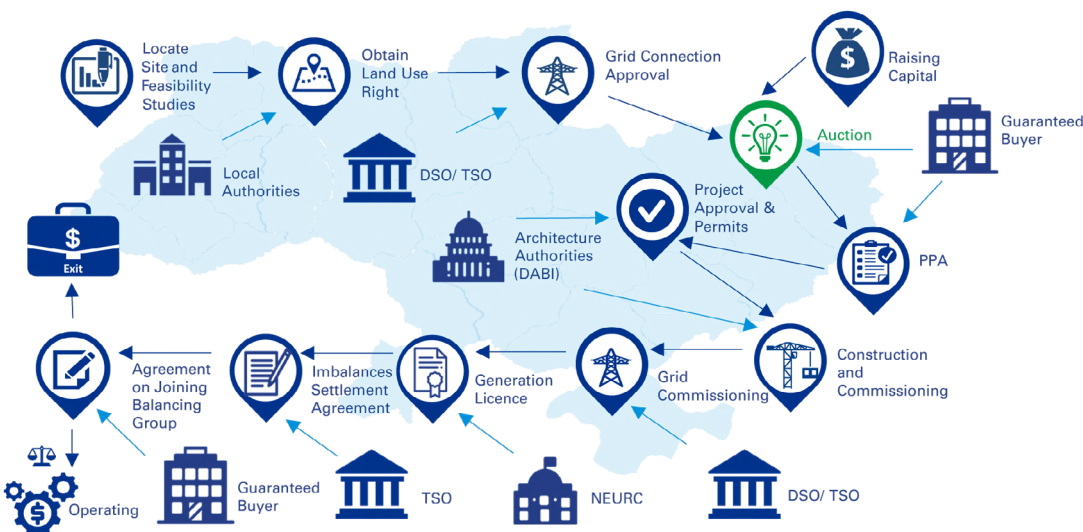 Locate
Site and
Feasibility
Studies
Obtain
Land Use
Right
Grid Connection
Approval
$
Raising
Capital
Auction
Guaranteed
Buyer
Local
Authorities
DSO/ TSO
Project
Approval &
Permits
Architecture
Authorities
(DABI)
PPA
$
Exit
Agreement
on Joining
Balancing
Group
Imbalances
Settlement
Agreement
Generation
Licence
Grid
Commissioning
Construction
and
Commissioning
$
Operating
Guaranteed
Buyer
TSO
NEURC
DSO/ TSO